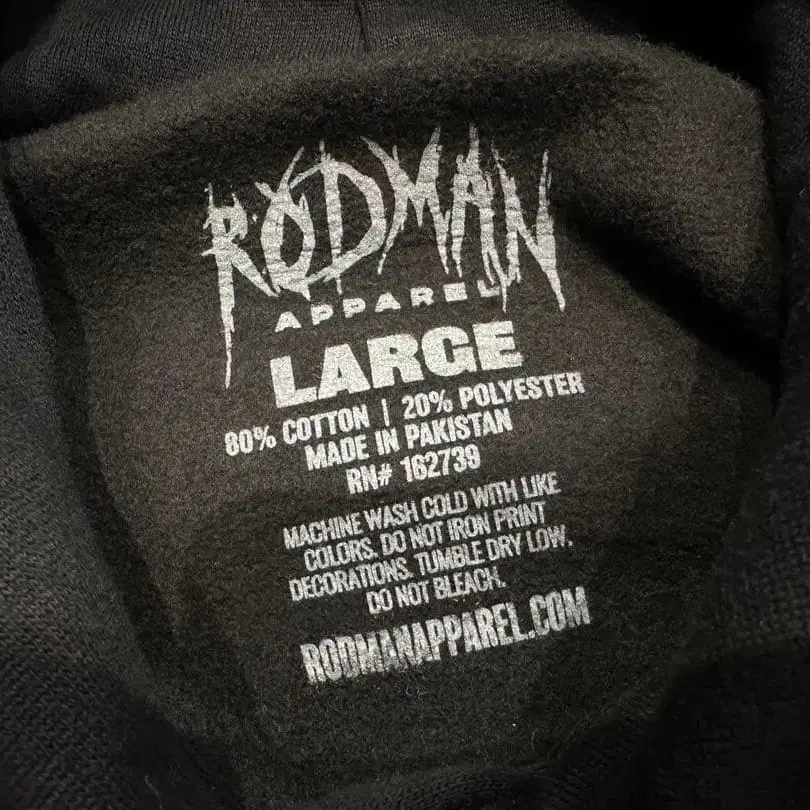 RODMAN
APPAREL
LARGE
80% COTTON | 20% POLYESTER
MADE IN PAKISTAN
RN# 162739
MACHINE WASH COLD WITH LIKE
COLORS. DO NOT IRON PRINT
DECORATIONS. TUMBLE DRY LOW.
DO NOT BLEACH.
RODMANAPPAREL.COM